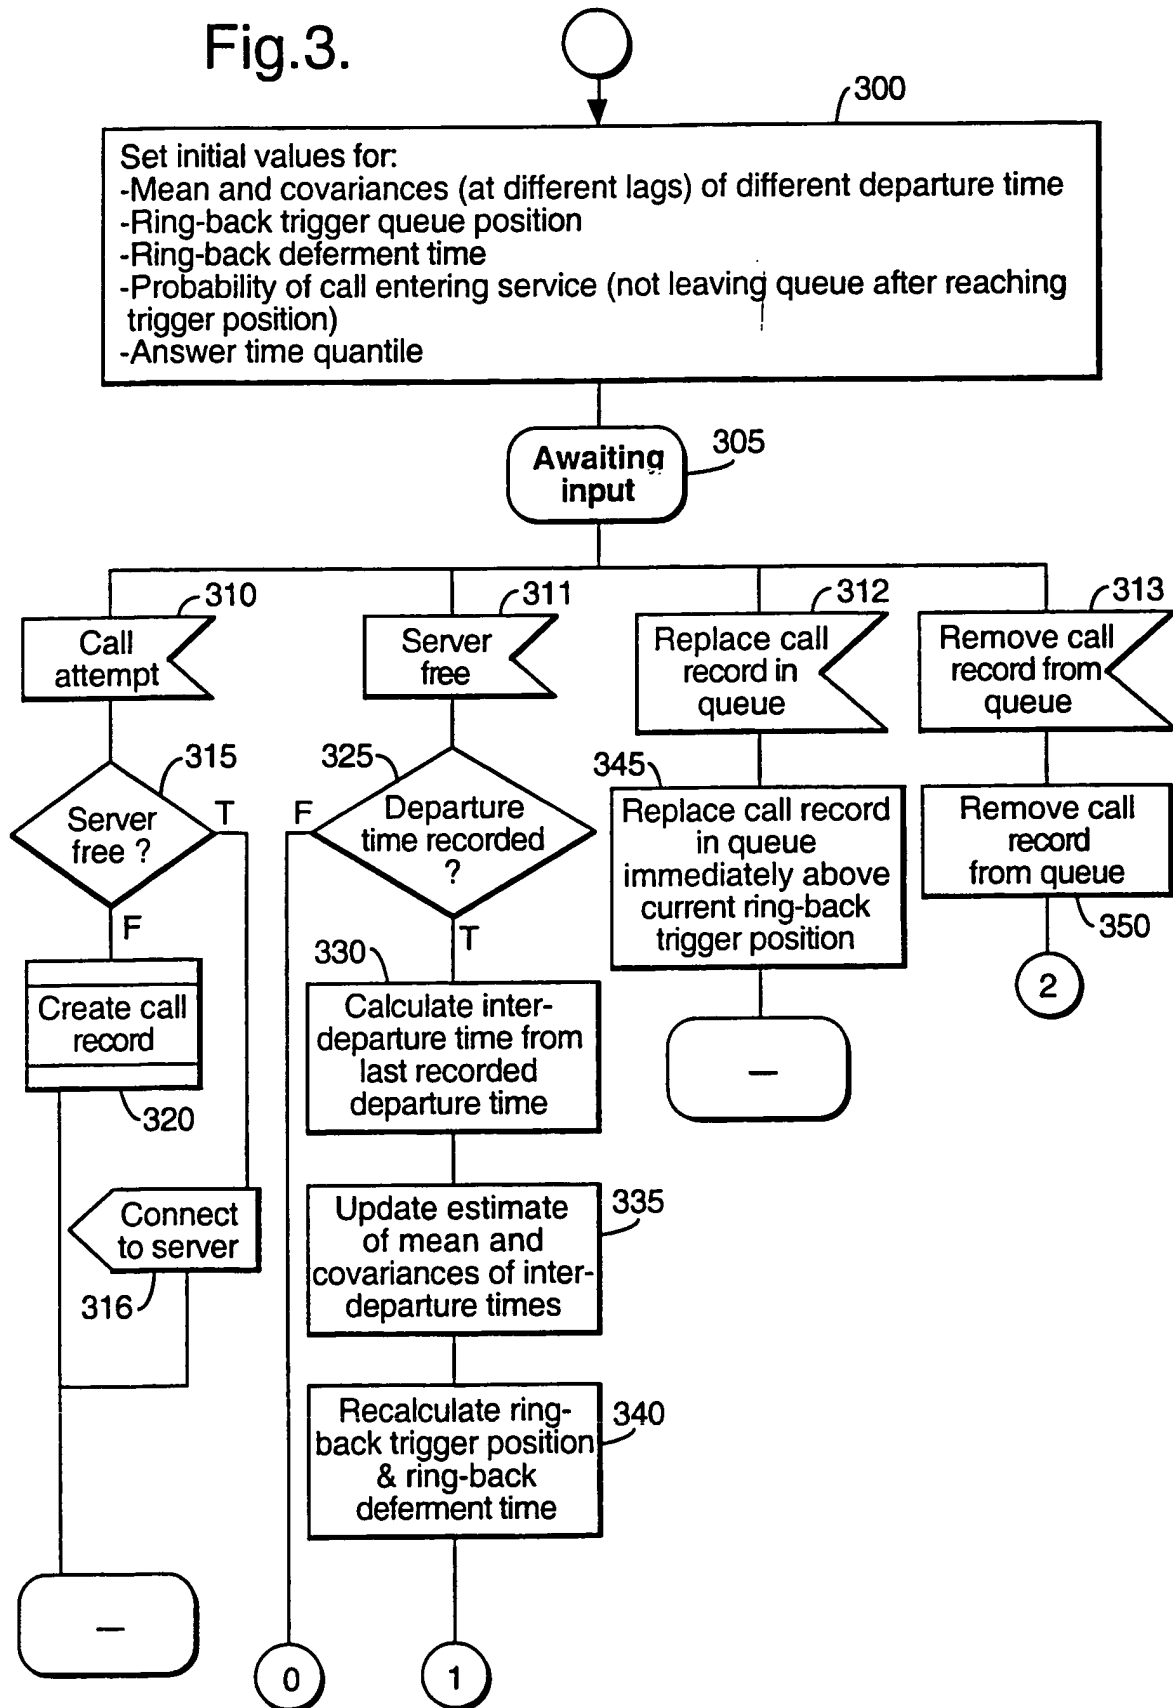 Fig.3.
300
Set initial values for:
-Mean and covariances (at different lags) of different departure time
-Ring-back trigger queue position
-Ring-back deferment time
-Probability of call entering service (not leaving queue after reaching
trigger position)
-Answer time quantile
305
Awaiting
input
310
Call
attempt
311
Server
free
312
Replace call
record in
queue
313
Remove call
record from
queue
315
Server
free ?
T
F
325
F
Departure
time recorded
?
T
345
Replace call record
in queue
immediately above
current ring-back
trigger position
Remove call
record
from queue
350
2
Create call
record
320
330
Calculate inter-
departure time from
last recorded
departure time
–
Connect
to server
316
335
Update estimate
of mean and
covariances of inter-
departure times
340
Recalculate ring-
back trigger position
& ring-back
deferment time
–
0
1